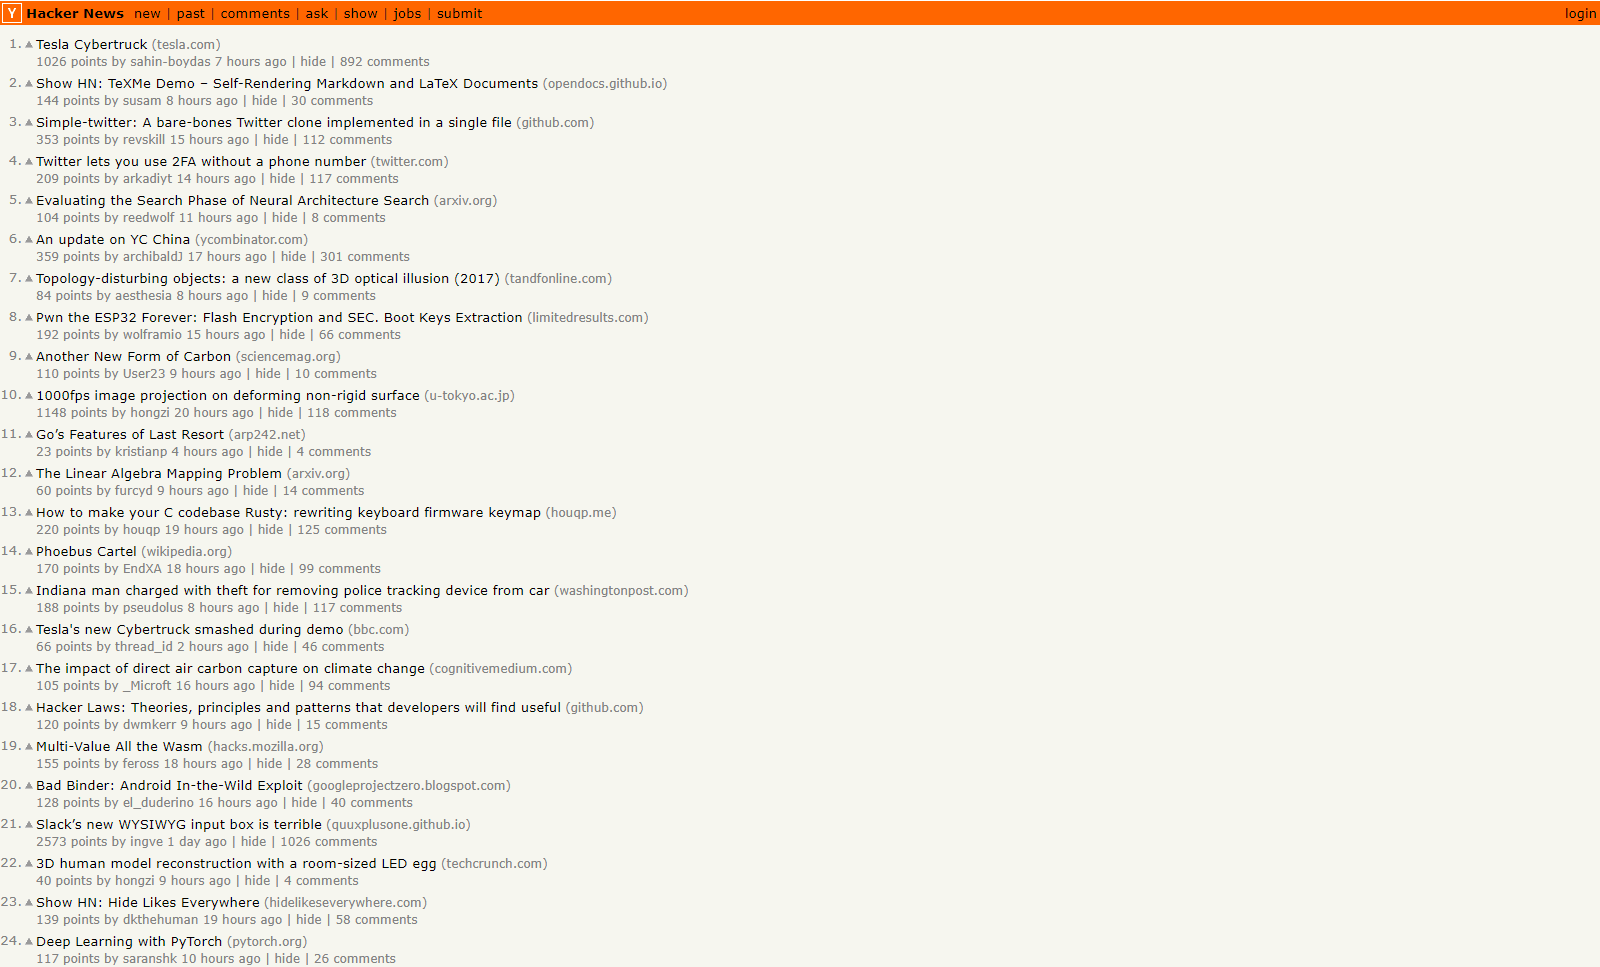 Y Hacker News new | past | comments | ask | show | jobs | submit login
1. Tesla Cybertruck (tesla.com)
1026 points by sahin-boydas 7 hours ago | hide | 892 comments
2. Show HN: TeXMe Demo – Self-Rendering Markdown and LaTeX Documents (opendocs.github.io)
144 points by susam 8 hours ago | hide | 30 comments
3. Simple-twitter: A bare-bones Twitter clone implemented in a single file (github.com)
353 points by revskill 15 hours ago | hide | 112 comments
4. Twitter lets you use 2FA without a phone number (twitter.com)
209 points by arkadiyt 14 hours ago | hide | 117 comments
5. Evaluating the Search Phase of Neural Architecture Search (arxiv.org)
104 points by reedwolf 11 hours ago | hide | 8 comments
6. An update on YC China (ycombinator.com)
359 points by archibaldJ 17 hours ago | hide | 301 comments
7. Topology-disturbing objects: a new class of 3D optical illusion (2017) (tandfonline.com)
84 points by aesthesia 8 hours ago | hide | 9 comments
8. Pwn the ESP32 Forever: Flash Encryption and SEC. Boot Keys Extraction (limitedresults.com)
192 points by wolframio 15 hours ago | hide | 66 comments
9. Another New Form of Carbon (sciencemag.org)
110 points by User23 9 hours ago | hide | 10 comments
10. 1000fps image projection on deforming non-rigid surface (u-tokyo.ac.jp)
1148 points by hongzi 20 hours ago | hide | 118 comments
11. Go’s Features of Last Resort (arp242.net)
23 points by kristianp 4 hours ago | hide | 4 comments
12. The Linear Algebra Mapping Problem (arxiv.org)
60 points by furcyd 9 hours ago | hide | 14 comments
13. How to make your C codebase Rusty: rewriting keyboard firmware keymap (houqp.me)
220 points by houqp 19 hours ago | hide | 125 comments
14. Phoebus Cartel (wikipedia.org)
170 points by EndXA 18 hours ago | hide | 99 comments
15. Indiana man charged with theft for removing police tracking device from car (washingtonpost.com)
188 points by pseudolus 8 hours ago | hide | 117 comments
16. Tesla's new Cybertruck smashed during demo (bbc.com)
66 points by thread_id 2 hours ago | hide | 46 comments
17. The impact of direct air carbon capture on climate change (cognitivemedium.com)
105 points by _Microft 16 hours ago | hide | 94 comments
18. Hacker Laws: Theories, principles and patterns that developers will find useful (github.com)
120 points by dwmkerr 9 hours ago | hide | 15 comments
19. Multi-Value All the Wasm (hacks.mozilla.org)
155 points by feross 18 hours ago | hide | 28 comments
20. Bad Binder: Android In-the-Wild Exploit (googleprojectzero.blogspot.com)
128 points by el_duderino 16 hours ago | hide | 40 comments
21. Slack’s new WYSIWYG input box is terrible (quuxplusone.github.io)
2573 points by ingve 1 day ago | hide | 1026 comments
22. 3D human model reconstruction with a room-sized LED egg (techcrunch.com)
40 points by hongzi 9 hours ago | hide | 4 comments
23. Show HN: Hide Likes Everywhere (hidelikeseverywhere.com)
139 points by dkthehuman 19 hours ago | hide | 58 comments
24. Deep Learning with PyTorch (pytorch.org)
117 points by saranshk 10 hours ago | hide | 26 comments